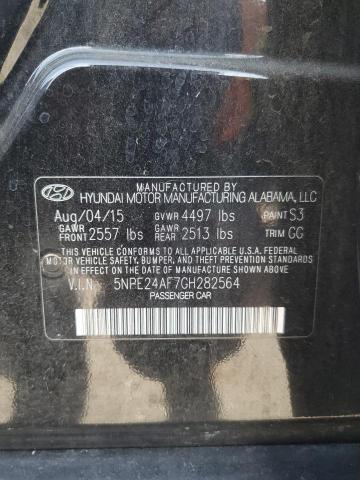 MANUFACTURED BY
HYUNDAI MOTOR MANUFACTURING ALABAMA, LLC
Aug/04/15 GVWR 4497 lbs PAINT S3
GAWR FRONT 2557 lbs GAWR REAR 2513 lbs TRIM GG
THIS VEHICLE CONFORMS TO ALL APPLICABLE U.S.A. FEDERAL
MOTOR VEHICLE SAFETY, BUMPER, AND THEFT PREVENTION
STANDARDS IN EFFECT ON THE DATE OF MANUFACTURE SHOWN ABOVE.
V.I.N 5NPE24AF7GH282564
PASSENGER CAR